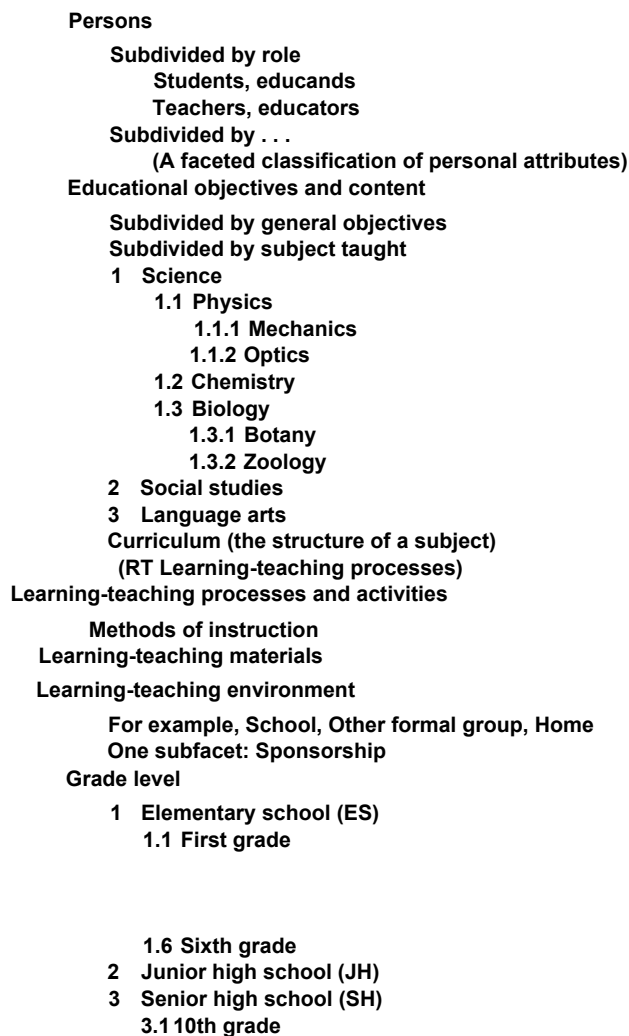 Persons
Subdivided by role
Students, educands
Teachers, educators
Subdivided by . . .
(A faceted classification of personal attributes)
Educational objectives and content
Subdivided by general objectives
Subdivided by subject taught
1 Science
1.1 Physics
1.1.1 Mechanics
1.1.2 Optics
1.2 Chemistry
1.3 Biology
1.3.1 Botany
1.3.2 Zoology
2 Social studies
3 Language arts
Curriculum (the structure of a subject)
(RT Learning-teaching processes)
Learning-teaching processes and activities
Methods of instruction
Learning-teaching materials
Learning-teaching environment
For example, School, Other formal group, Home
One subfacet: Sponsorship
Grade level
1 Elementary school (ES)
1.1 First grade
1.6 Sixth grade
2 Junior high school (JH)
3 Senior high school (SH)
3.1 10th grade